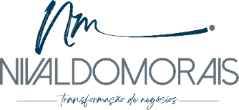 nm
NIVALDOMORAIS
transformação de negócios